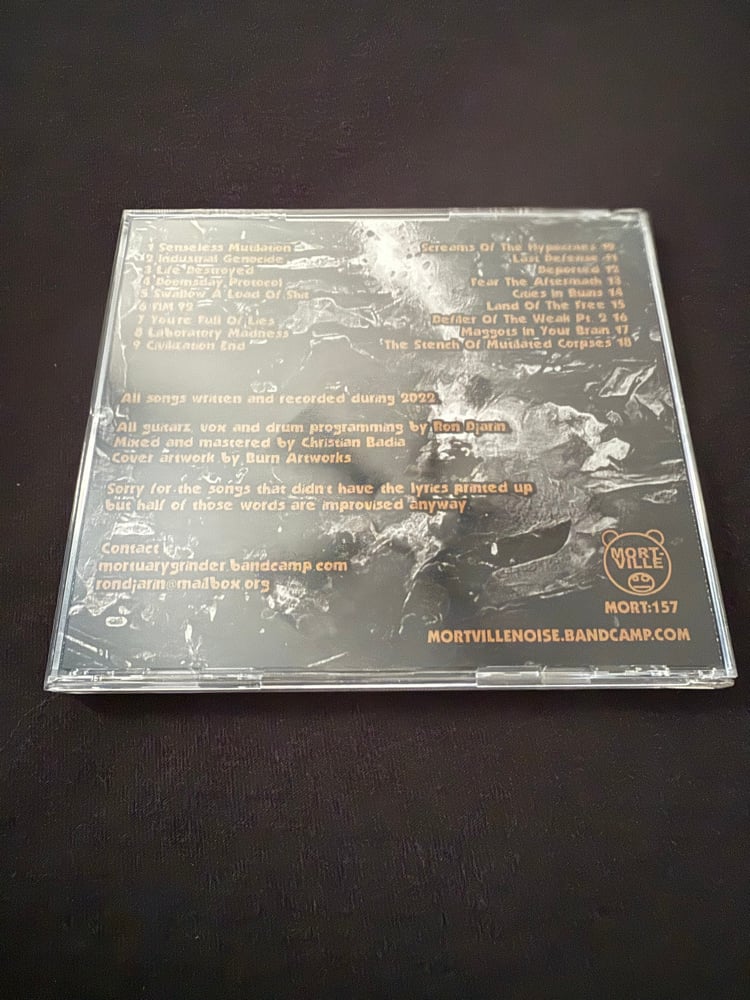 1 Senseless Mutilation
2 Industrial Genocide
3 Life Destroyed
4 Doomsday Protocol
5 Swallow A Load Of Shit
6
7 You're Full Of Lies
8 Laboratory Madness
9 Civilization End
Screams Of The Hypocrites 10
Last Defense 11
Deported 12
Fear The Aftermath 13
Cities In Ruins 14
Land Of The Free 15
Defiler Of The Weak Pt. 2 16
Maggots In Your Brain 17
The Stench Of Mutilated Corpses 18
All songs written and recorded during 2022
All guitarz, vox and drum programming by Ron Djarin
Mixed and mastered by Christian Badia
Cover artwork by Burn Artworks
Sorry for the songs that didn't have the lyrics printed up
but half of those words are improvised anyway
Contact
mortuarygrinder.bandcamp.com
rondjarin@mailbox.org
MORT-
VILLE
MORT:157
MORTVILLENOISE.BANDCAMP.COM